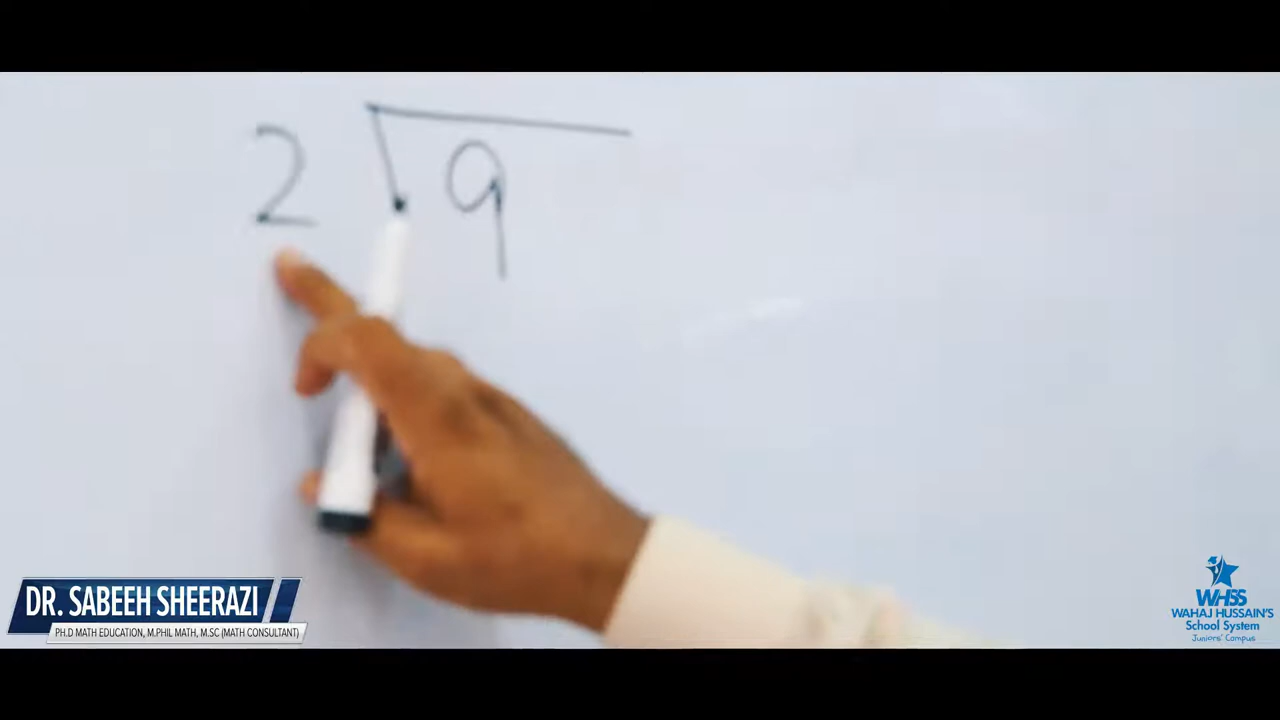 2 9
DR. SABEEH SHEERAZI
PH.D MATH EDUCATION, M.PHIL MATH, M.SC (MATH CONSULTANT)
WHSS
WAHAJ HUSSAIN'S
School System
Juniors' Campus